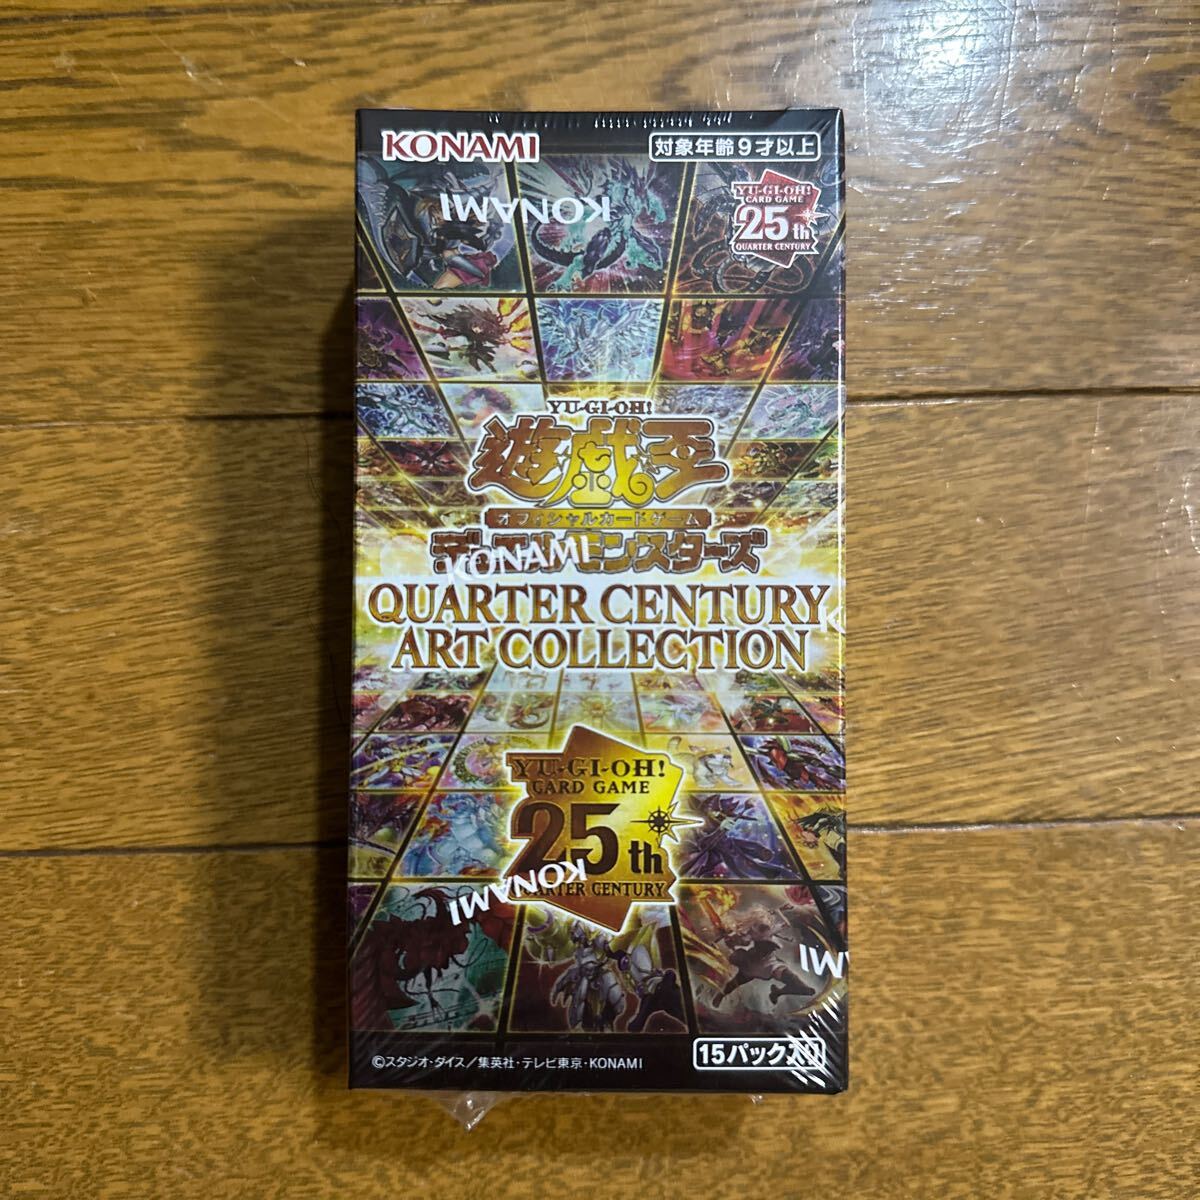 KONAMI
対象年齢9才以上
KONAMI
YU-GI-OH!
CARD GAME
25th
QUARTER CENTURY
YU-GI-OH!
遊戯王
オフィシャルカードゲーム
デュエルモンスターズ
KONAMI
QUARTER CENTURY
ART COLLECTION
YU-GI-OH!
CARD GAME
25th
QUARTER CENTURY
KONAMI
©スタジオ・ダイス／集英社・テレビ東京・KONAMI
15パック入り